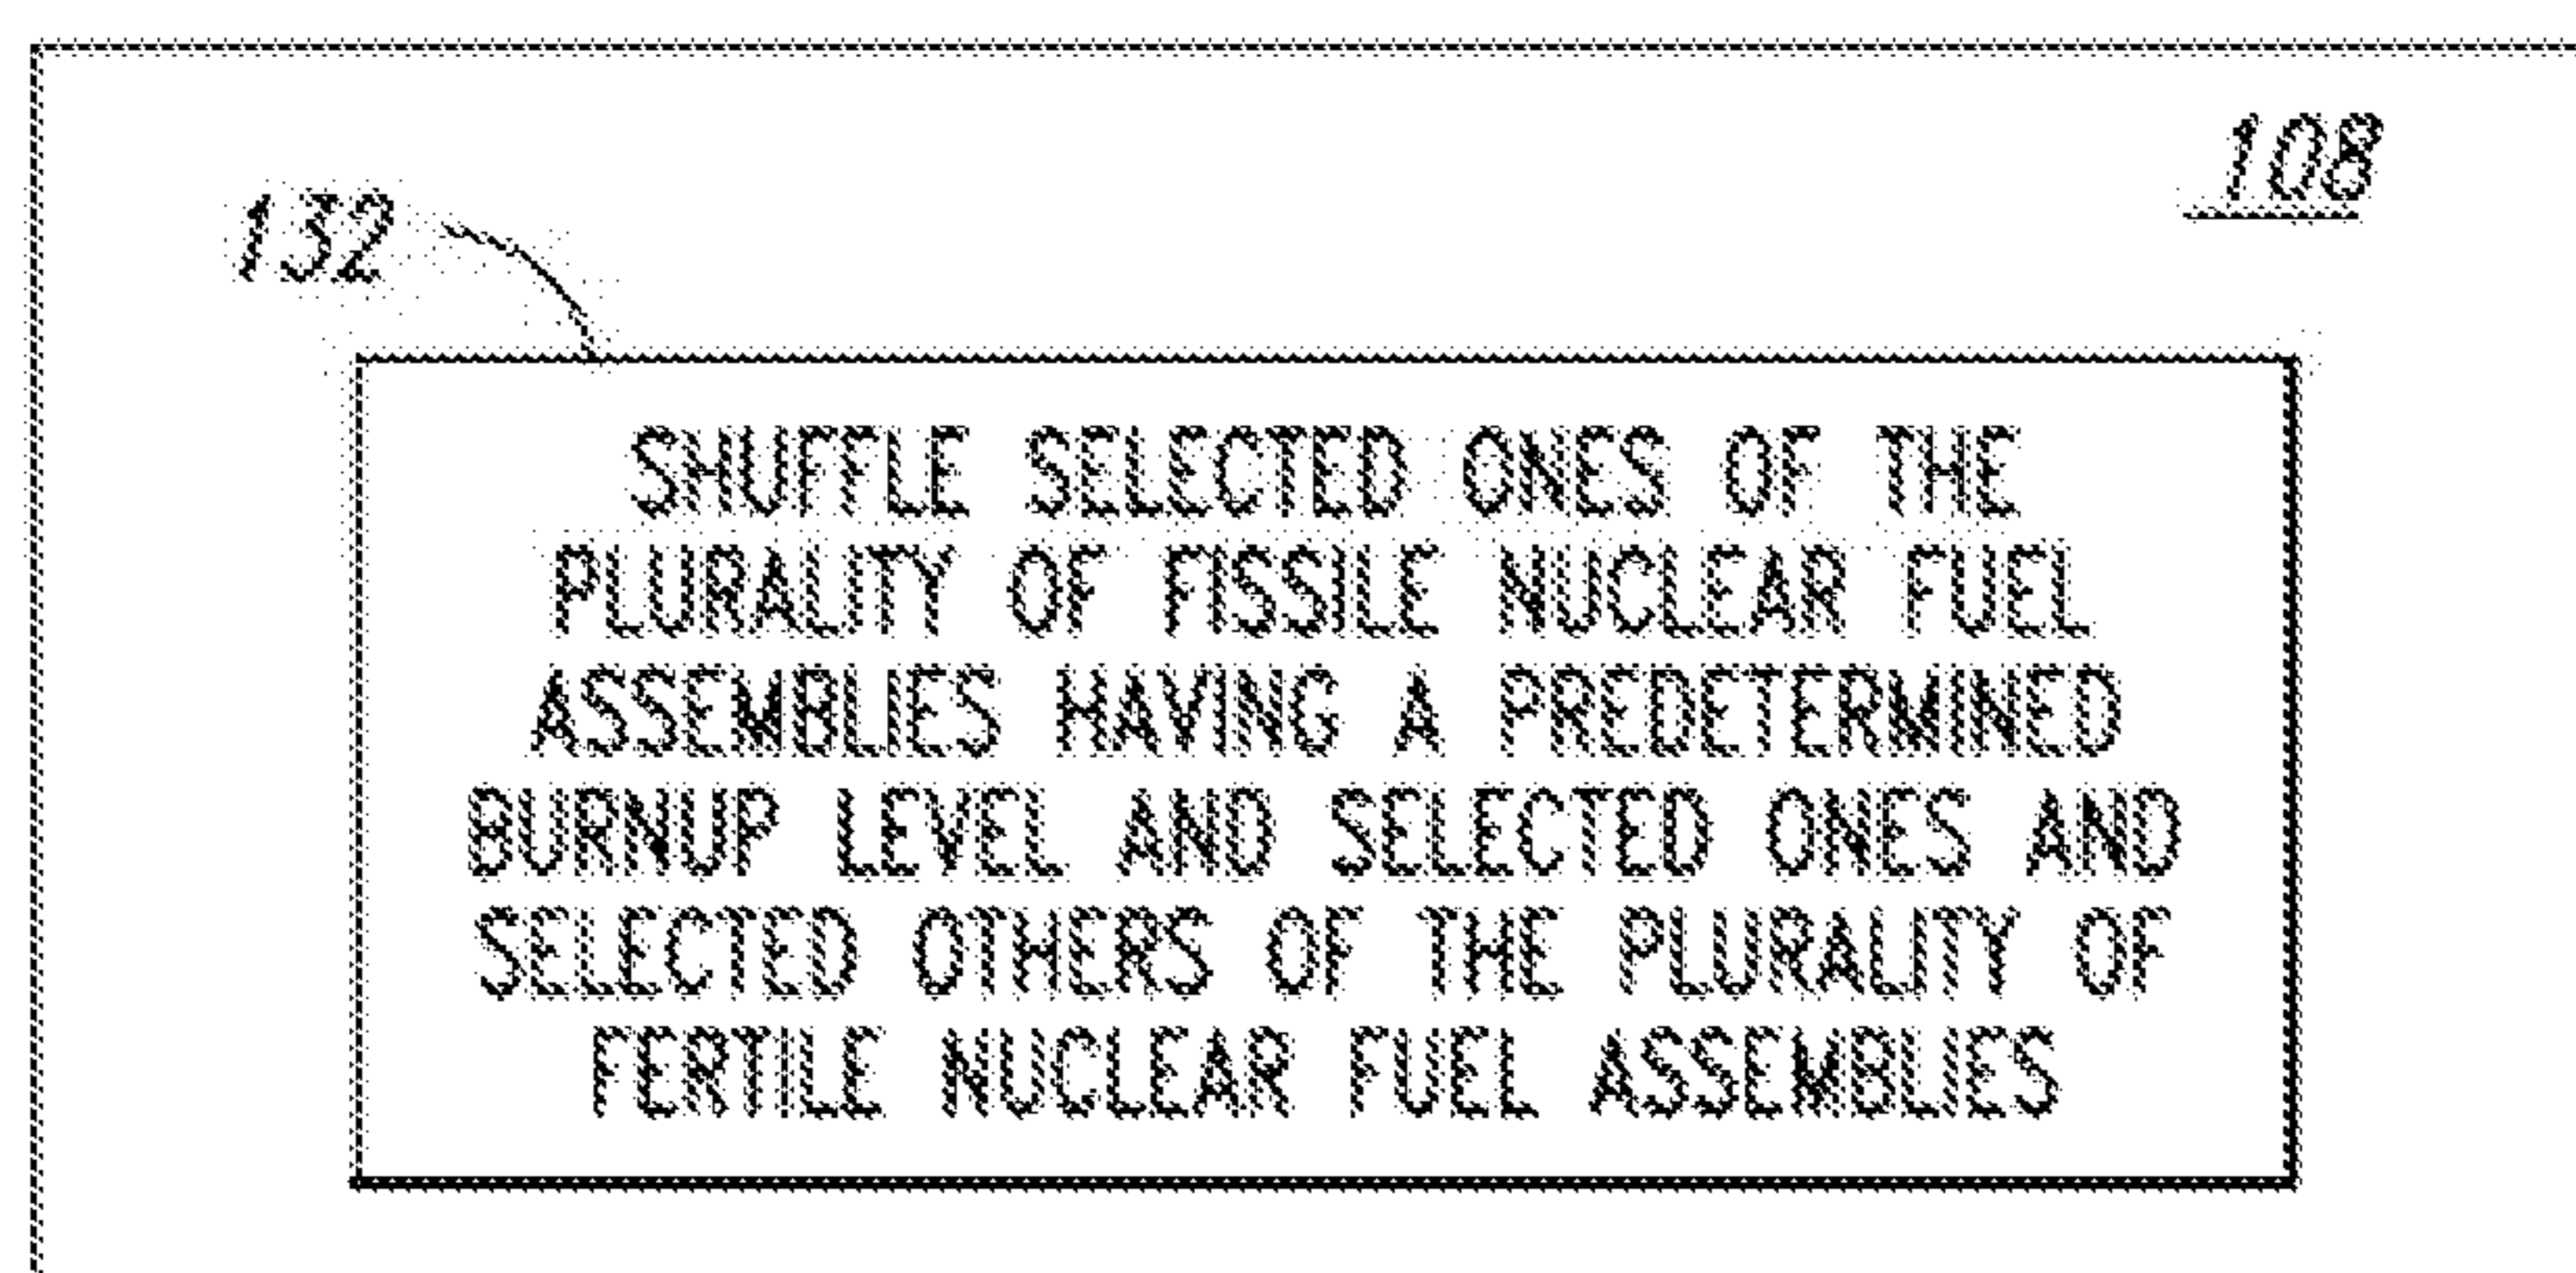 108
132
SHUFFLE SELECTED ONES OF THE
PLURALITY OF FISSILE NUCLEAR FUEL
ASSEMBLIES HAVING A PREDETERMINED
BURNUP LEVEL AND SELECTED ONES AND
SELECTED OTHERS OF THE PLURALITY OF
FERTILE NUCLEAR FUEL ASSEMBLIES